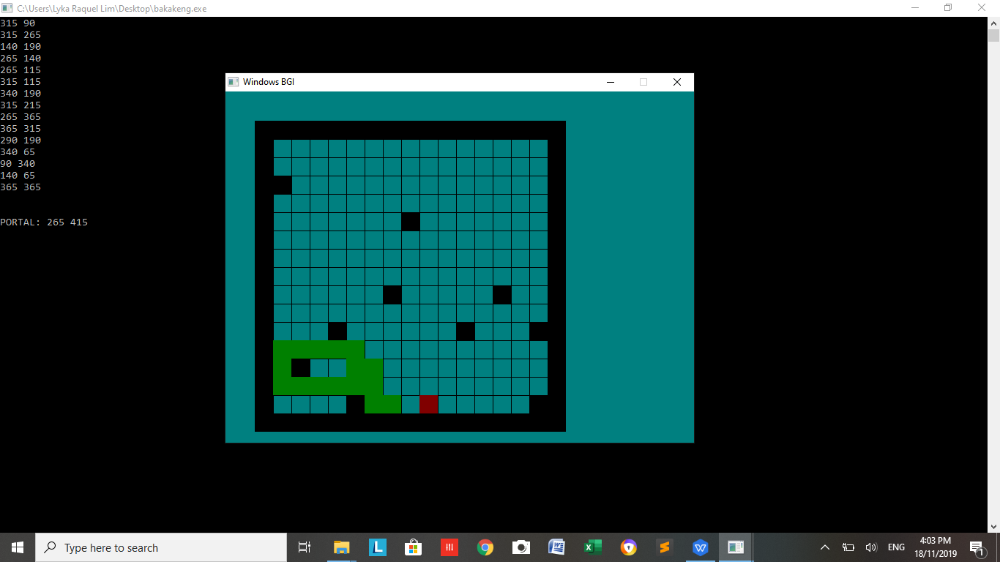 C:\Users\Lyka Raquel Lim\Desktop\bakakeng.exe
315 90
315 265
140 190
265 140
265 115
315 115
340 190
315 215
265 365
365 315
290 190
340 65
90 340
140 65
365 365
PORTAL: 265 415
Windows BGI
Type here to search
L
W
ENG
4:03 PM
18/11/2019
1